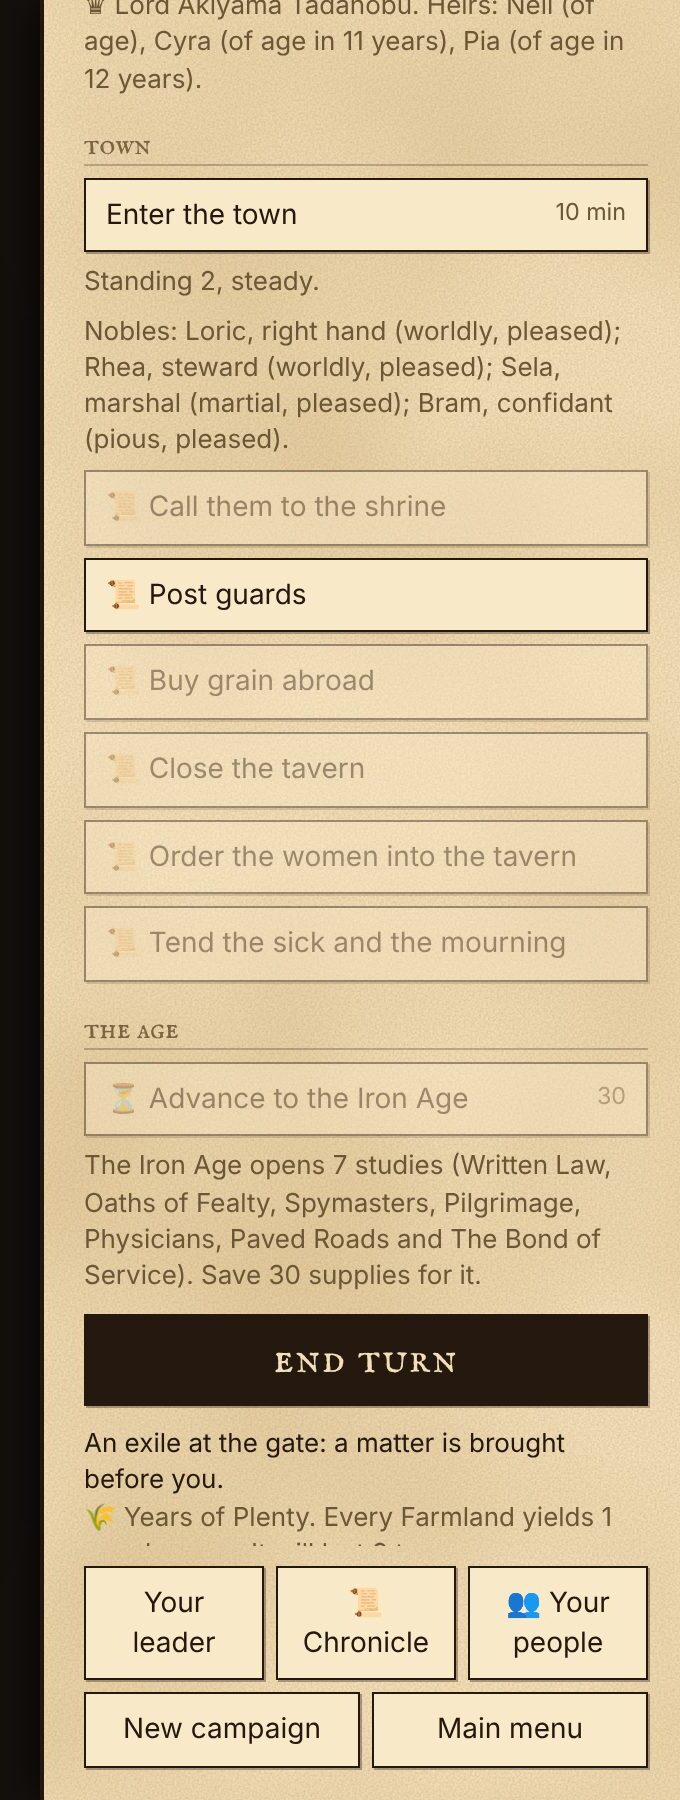 ♛ Lord Akiyama Tadanobu. Heirs: Neil (of
age), Cyra (of age in 11 years), Pia (of age in
12 years).
TOWN
Enter the town 10 min
Standing 2, steady.
Nobles: Loric, right hand (worldly, pleased);
Rhea, steward (worldly, pleased); Sela,
marshal (martial, pleased); Bram, confidant
(pious, pleased).
📜 Call them to the shrine
📜 Post guards
📜 Buy grain abroad
📜 Close the tavern
📜 Order the women into the tavern
📜 Tend the sick and the mourning
THE AGE
⏳ Advance to the Iron Age 30
The Iron Age opens 7 studies (Written Law,
Oaths of Fealty, Spymasters, Pilgrimage,
Physicians, Paved Roads and The Bond of
Service). Save 30 supplies for it.
END TURN
An exile at the gate: a matter is brought
before you.
🌾 Years of Plenty. Every Farmland yields 1
Your
leader
📜
Chronicle
👥 Your
people
New campaign
Main menu